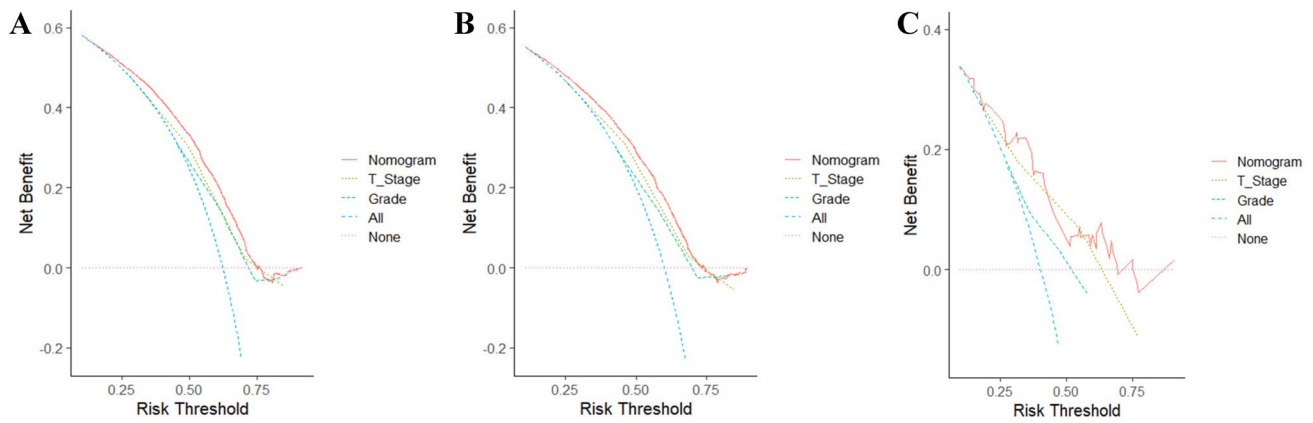 A
0.6
0.4
0.2
0.0
-0.2
Net Benefit
0.25 0.50 0.75
Risk Threshold
Nomogram
T_Stage
Grade
All
None
B
0.6
0.4
0.2
0.0
-0.2
Net Benefit
0.25 0.50 0.75
Risk Threshold
Nomogram
T_Stage
Grade
All
None
C
0.4
0.2
0.0
Net Benefit
0.25 0.50 0.75
Risk Threshold
Nomogram
T_Stage
Grade
All
None